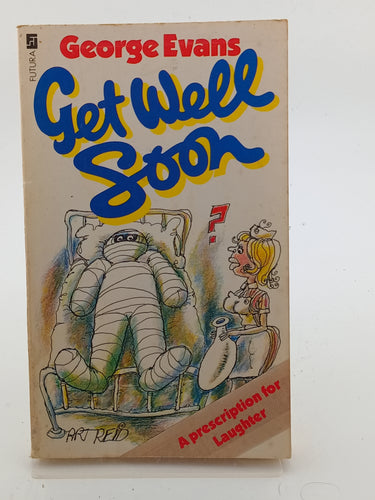 FUTURA
George Evans
Get Well
Soon
?
A prescription for
Laughter
ART REID